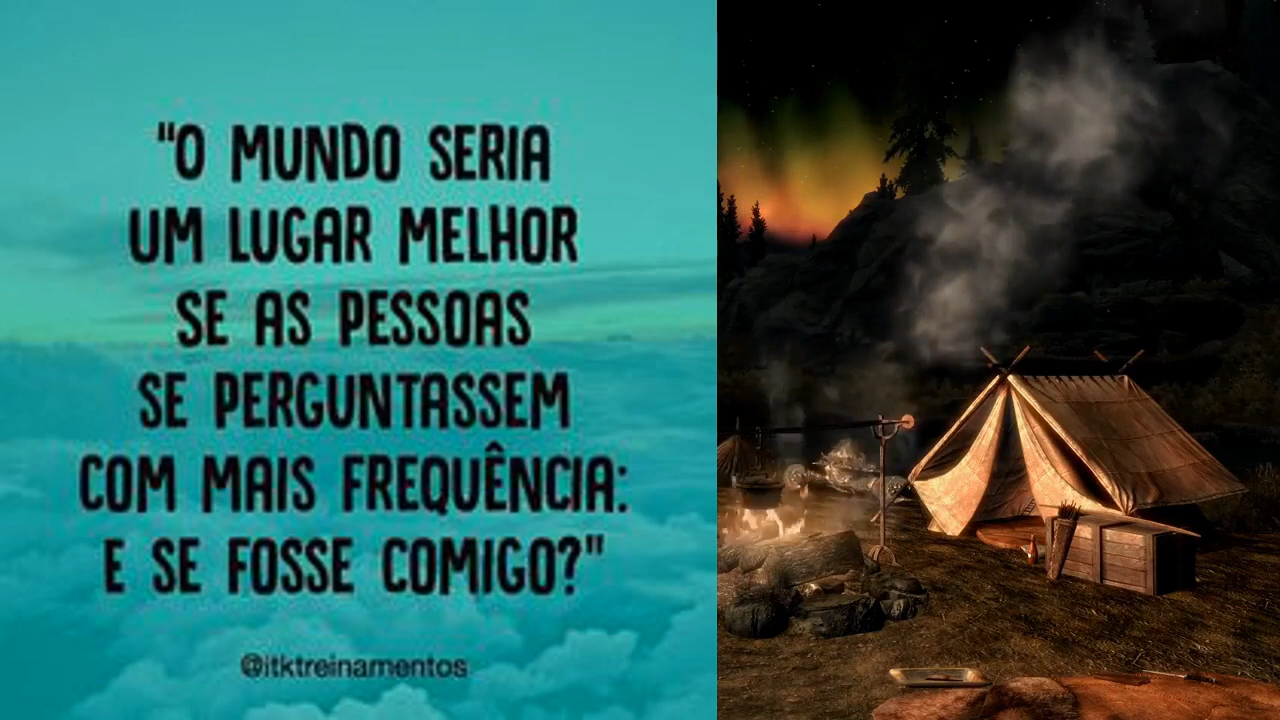 "O MUNDO SERIA
UM LUGAR MELHOR
SE AS PESSOAS
SE PERGUNTASSEM
COM MAIS FREQUÊNCIA:
E SE FOSSE COMIGO?"
@itktreinamentos